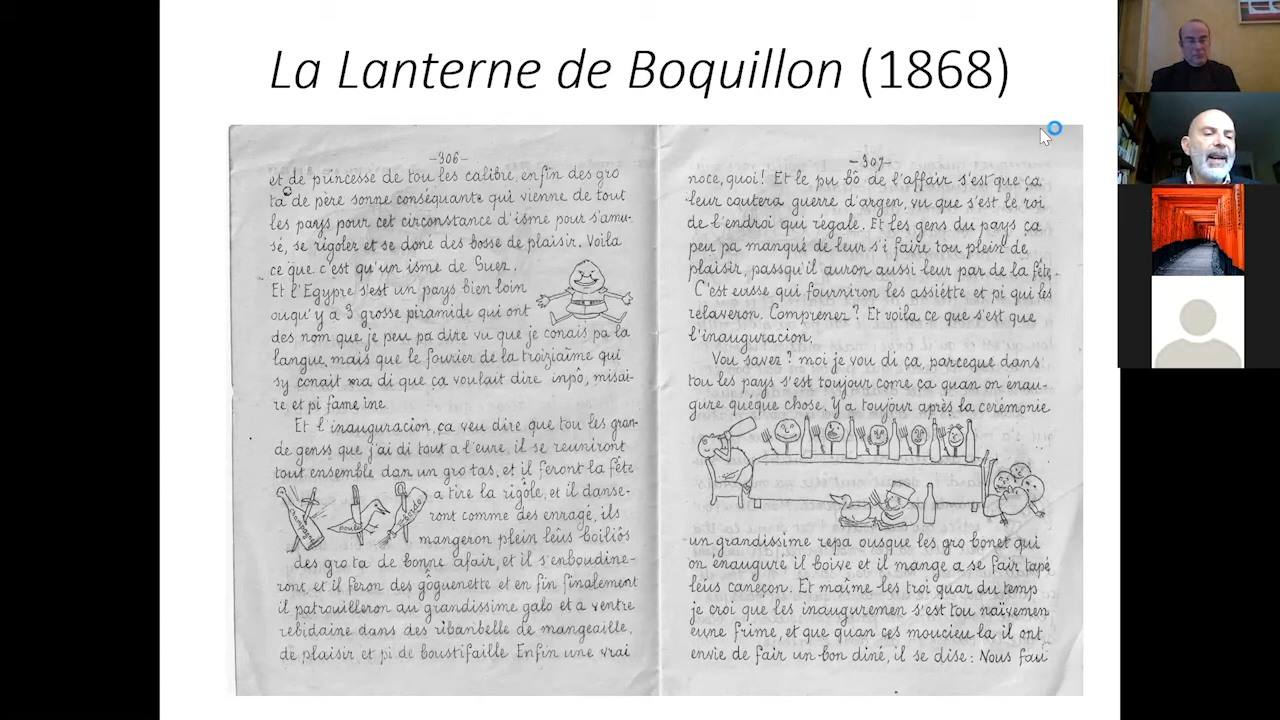 La Lanterne de Boquillon (1868)
-306-
et de princesse de tou les calibre enfin des gro
ta de père sonne conséquante qui vienne de tout
les pays pour cet circonstance d'isme pour s'amu-
sé, se rigoler et se doné des bosse de plaisir. Voila
ce que c'est qu'un isme de Suez.
Et l'Egypre s'est un pays bien loin
ouqu'y a 3 grosse piramide qui ont
des nom que je peu pa dire vu que je conais pa la
langue, mais que le fourier de la troiziaîme qui
sy conait ma di que ça voulait dire inpô, misai-
re et pi fame ine
Et l'inauguracion, ça veu dire que tou les gran-
de genss que j'ai di tout a l'eure, il se reuniront
tout ensemble dan un gro tas, et il feront la fête
a tire la rigôle, et il danse-
ront comme des enragé, ils
champagne
poulet
mangeron plein leûs boiliôs
des gro ta de bonne afair, et il s'enboudine-
ront et il feron des gôguenette et en fin finalement
il patrouilleron au grandissime galo et a ventre
rebidaine dans des ribanbelle de mangeaille,
de plaisir et pi de boustifaille Enfin une vrai
-307-
noce, quoi! Et le pu bô de l'affair s'est que ça
leur coutera guerre d'argen, vu que s'est le roi
de l'endroi qui régale. Et les gens du pays ça
peu pa manqué de leur s'i faire tou plein de
plaisir, passqu'il auron aussi leur par de la fête
C'est eusse qui fourniron les assiette et pi qui les
rélaveron. Comprenez? Et voila ce que s'est que
l'inauguracion.
Vou savez? moi je vou di ça, parceque dans
tou les pays s'est toujour come ça quan on enau-
gure quéque chose. Y a toujour après la cerémonie
un grandissime repa ousque les gro bonet qui
on énaugure il boive et il mange a se fair tapé
leûs caneçon. Et maîme les troi quar du temp
je croi que les inauguremen s'est tou naïvemen
eune frime, et que quan ces moucieu la il ont
envie de fair un bon diné, il se dise: Nous fau